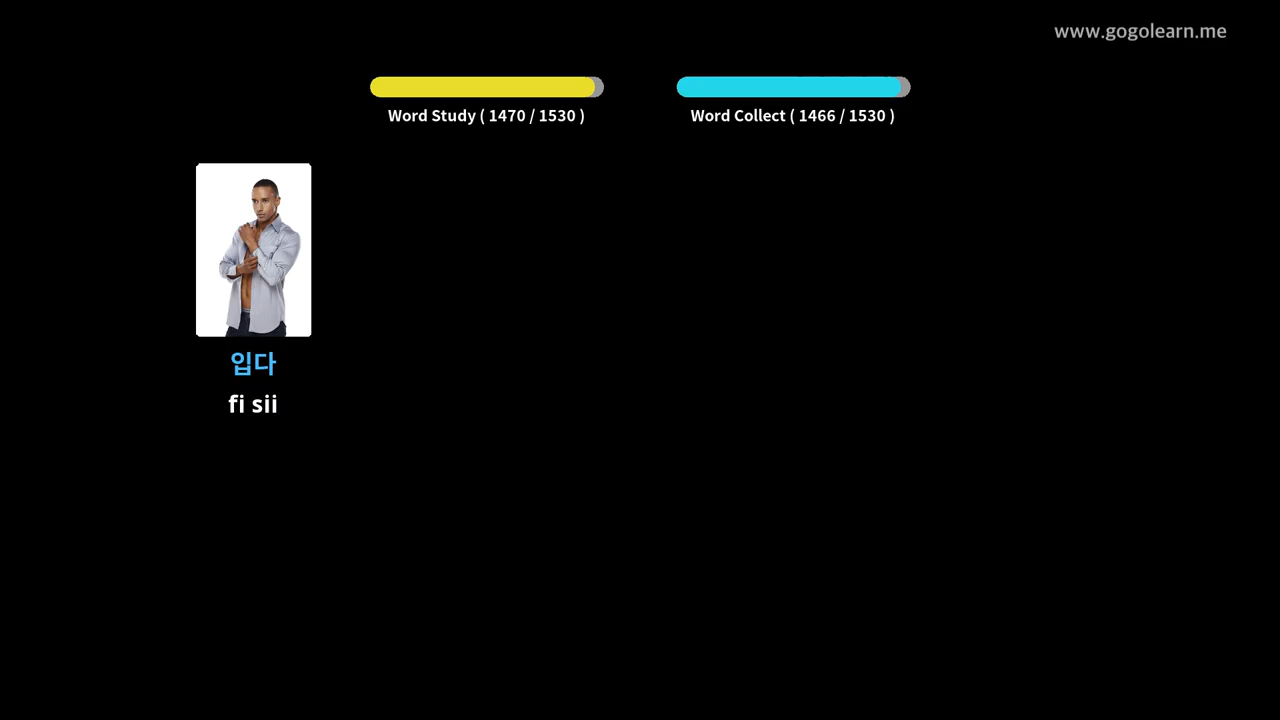 www.gogolearn.me
Word Study ( 1470 / 1530 )
Word Collect ( 1466 / 1530 )
입다
fi sii